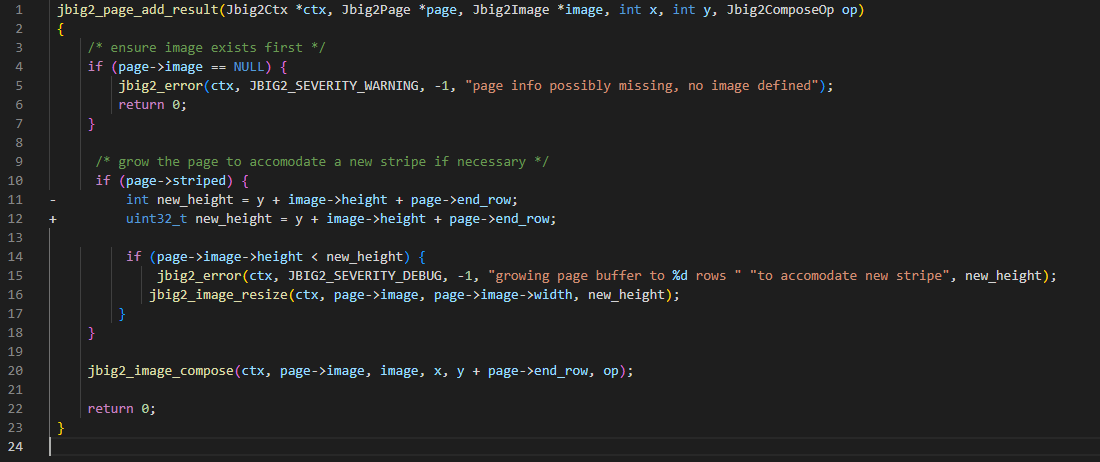 1 jbig2_page_add_result(Jbig2Ctx *ctx, Jbig2Page *page, Jbig2Image *image, int x, int y, Jbig2ComposeOp op)
2 {
3     /* ensure image exists first */
4     if (page->image == NULL) {
5         jbig2_error(ctx, JBIG2_SEVERITY_WARNING, -1, "page info possibly missing, no image defined");
6         return 0;
7     }
8
9      /* grow the page to accomodate a new stripe if necessary */
10      if (page->striped) {
11 -         int new_height = y + image->height + page->end_row;
12 +         uint32_t new_height = y + image->height + page->end_row;
13
14          if (page->image->height < new_height) {
15              jbig2_error(ctx, JBIG2_SEVERITY_DEBUG, -1, "growing page buffer to %d rows " "to accomodate new stripe", new_height);
16             jbig2_image_resize(ctx, page->image, page->image->width, new_height);
17         }
18     }
19
20     jbig2_image_compose(ctx, page->image, image, x, y + page->end_row, op);
21
22     return 0;
23 }
24